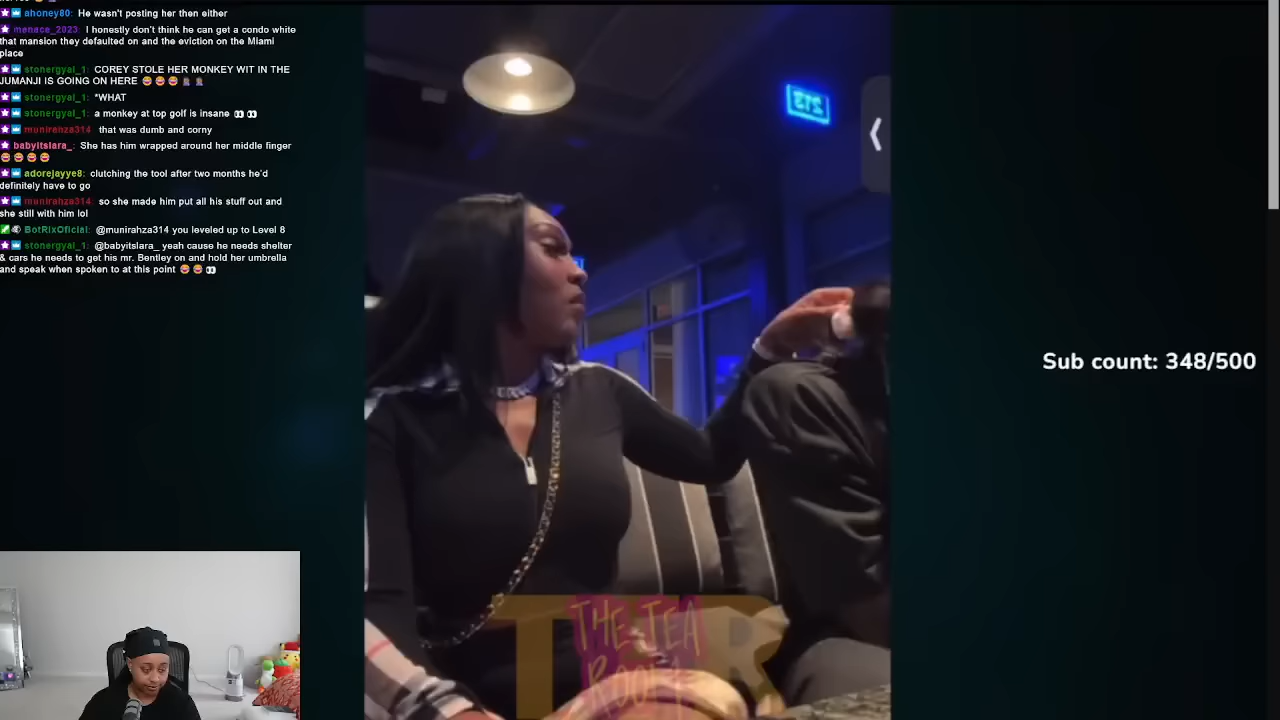 ahoney80: He wasn't posting her then either
menace_2023: I honestly don't think he can get a condo white
that mansion they defaulted on and the eviction on the Miami
place
stonergyal_1: COREY STOLE HER MONKEY WIT IN THE
JUMANJI IS GOING ON HERE 😂 😂 😂
stonergyal_1: *WHAT
stonergyal_1: a monkey at top golf is insane 👀 👀
munirahza314 that was dumb and corny
babyitslara_: She has him wrapped around her middle finger
😂 😂 😂 😂
adorejayye8: clutching the tool after two months he'd
definitely have to go
munirahza314: so she made him put all his stuff out and
she still with him lol
BotRixOficial: @munirahza314 you leveled up to Level 8
stonergyal_1: @babyitslara_ yeah cause he needs shelter
& cars he needs to get his mr. Bentley on and hold her umbrella
and speak when spoken to at this point 😂 😂 👀
Sub count: 348/500
THE TEA
ROOM